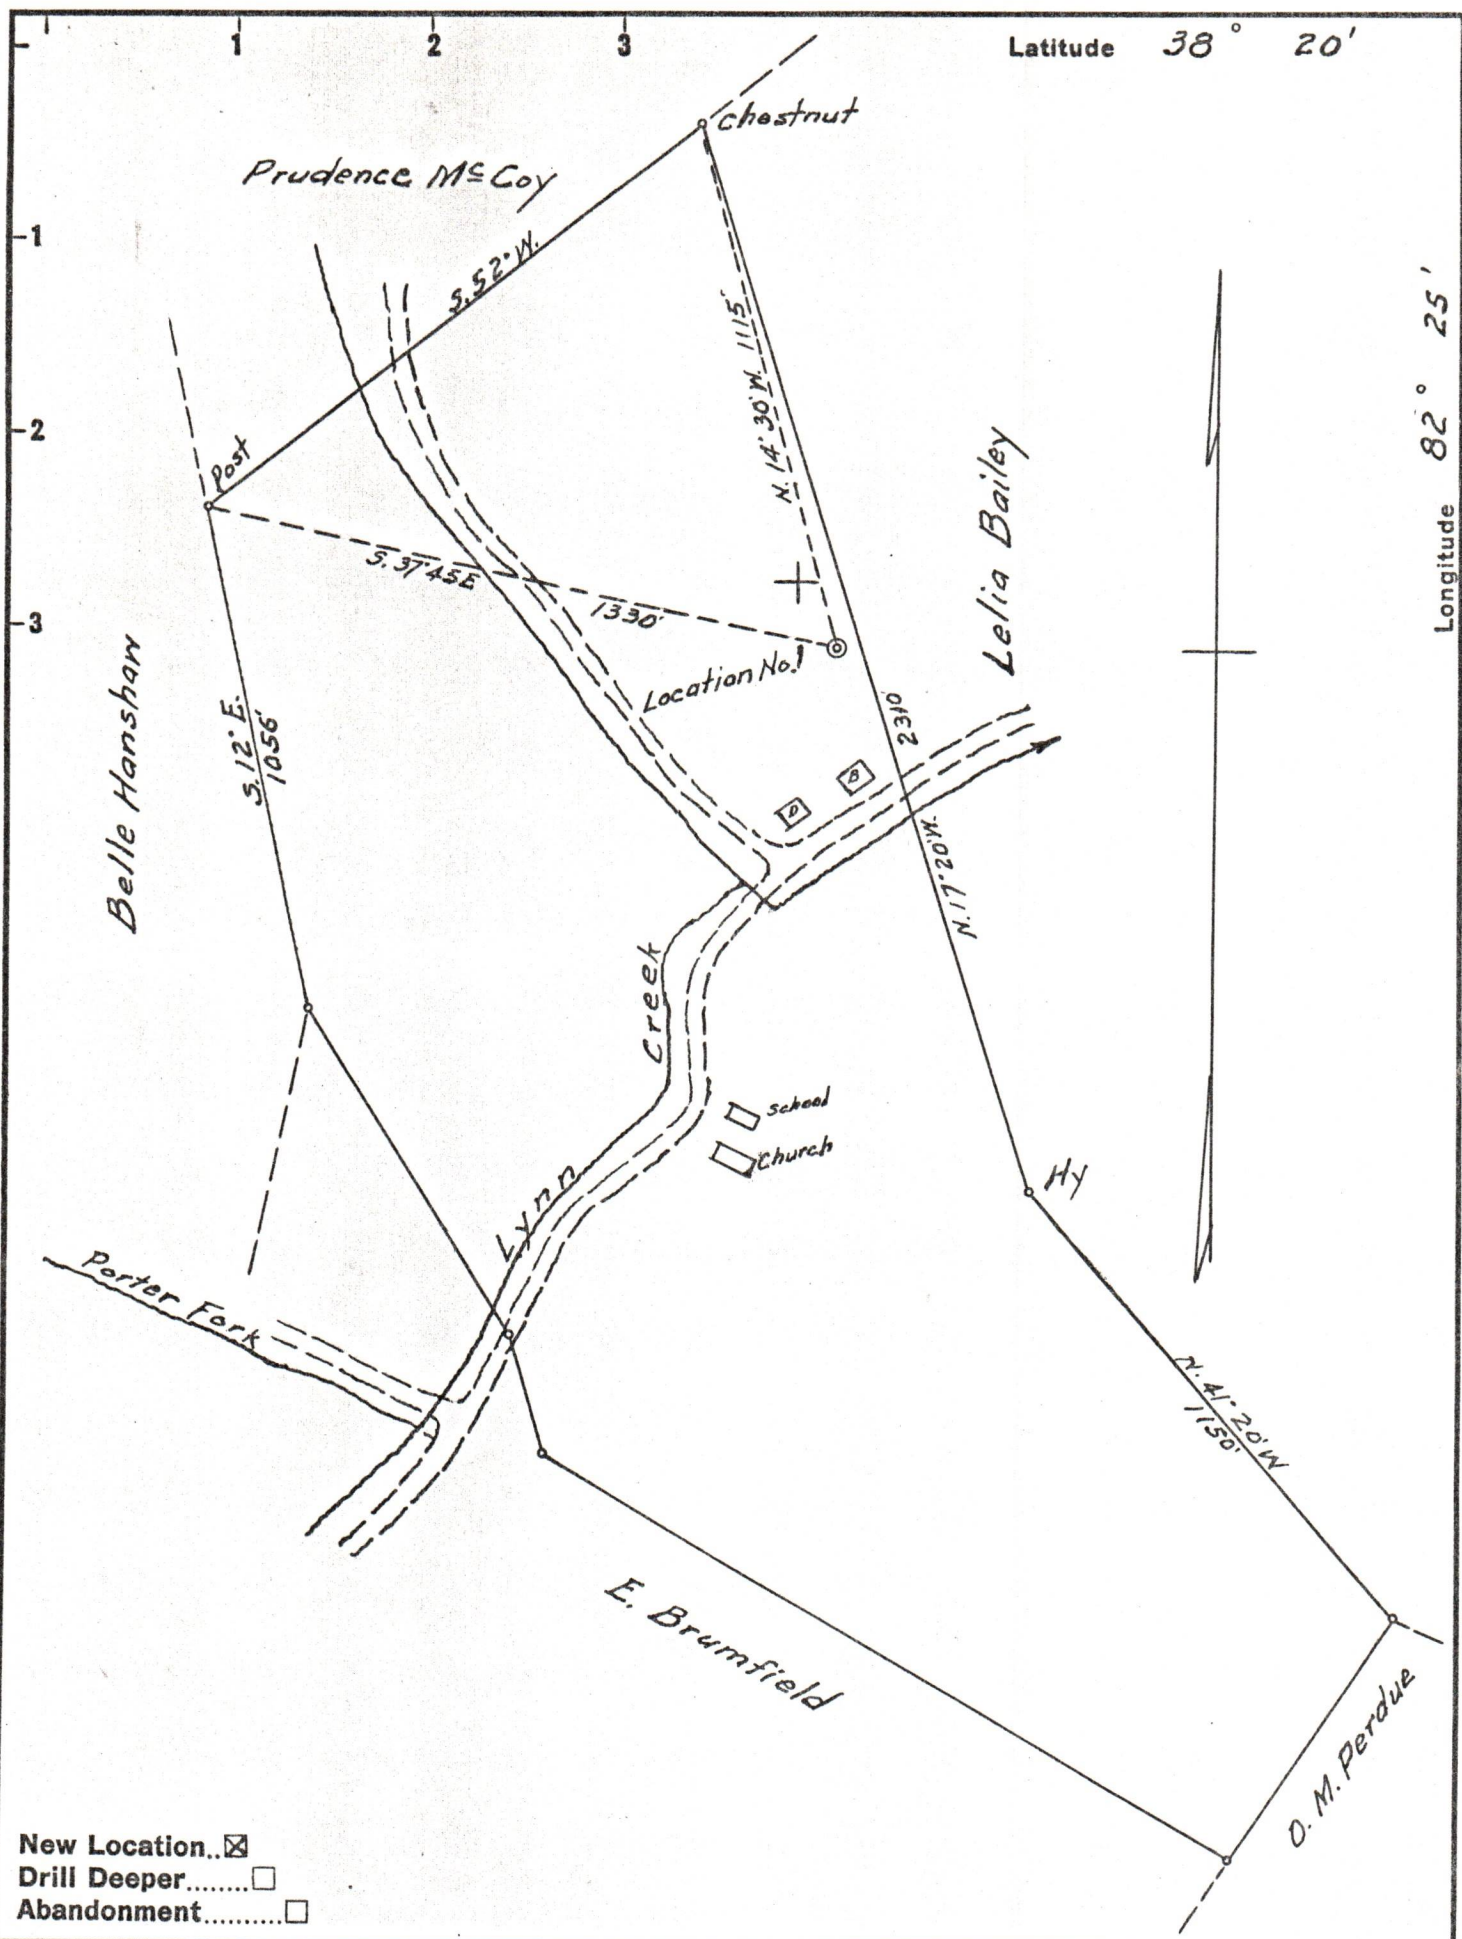 1 2 3
Latitude 38° 20'
Chestnut
Prudence McCoy
-1
S. 52° W.
Longitude 82° 25'
N. 14° 30' W. 1115'
-2
Post
Lelia Bailey
S. 37 45 E
1330'
-3
Location No. 1
Belle Hanshaw
S. 12° E.
1056'
2310'
B
D
N. 17° 20' W.
Creek
School
Church
Lynn
Hy
Porter Fork
N. 41° 20' W
1150'
E. Brumfield
O. M. Perdue
New Location..☒
Drill Deeper........☐
Abandonment..........☐